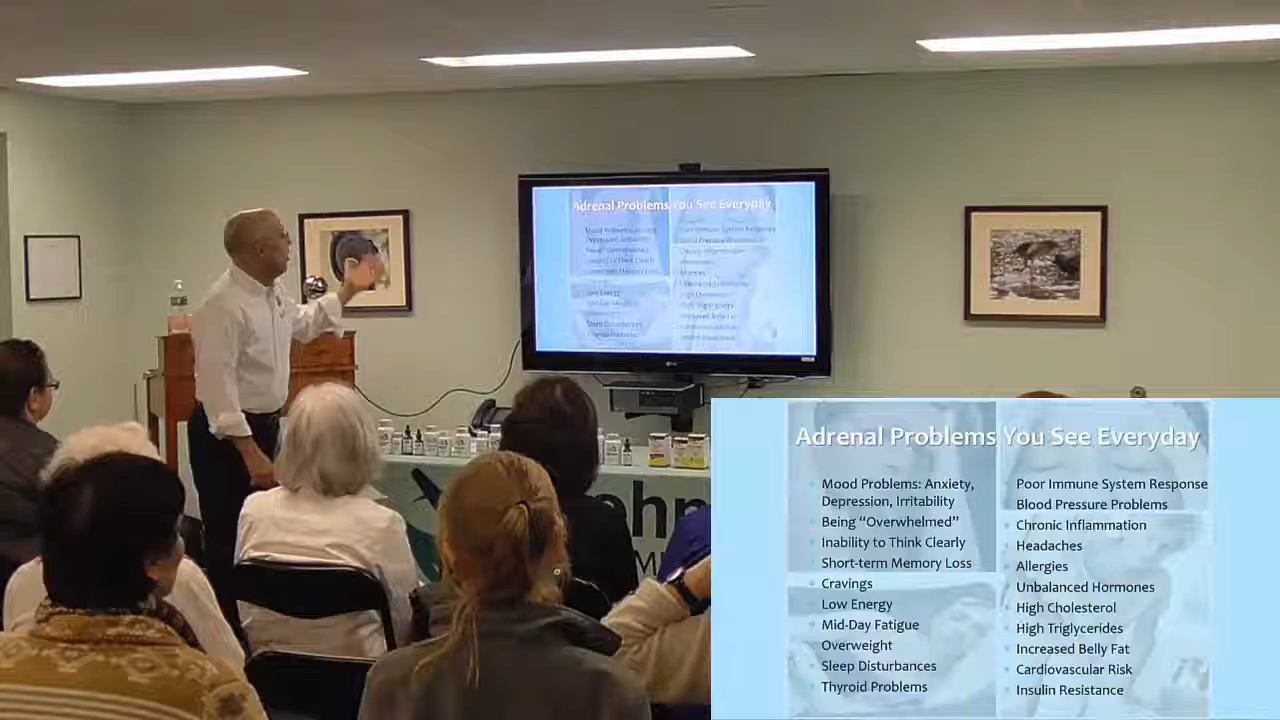 Adrenal Problems You See Everyday
Adrenal Problems You See Everyday
Mood Problems: Anxiety,
Depression, Irritability
Being “Overwhelmed”
Inability to Think Clearly
Short-term Memory Loss
Cravings
Low Energy
Mid-Day Fatigue
Overweight
Sleep Disturbances
Thyroid Problems
Poor Immune System Response
Blood Pressure Problems
Chronic Inflammation
Headaches
Allergies
Unbalanced Hormones
High Cholesterol
High Triglycerides
Increased Belly Fat
Cardiovascular Risk
Insulin Resistance